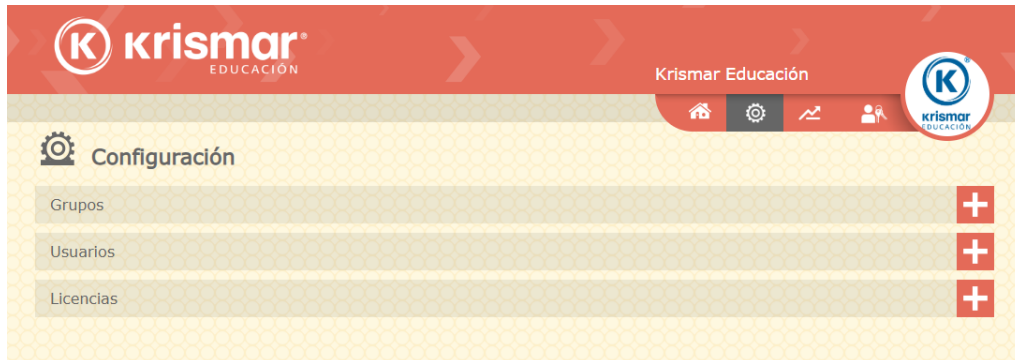 K krismar®
EDUCACIÓN
Krismar Educación
K
krismar
EDUCACIÓN
Configuración
Grupos
Usuarios
Licencias